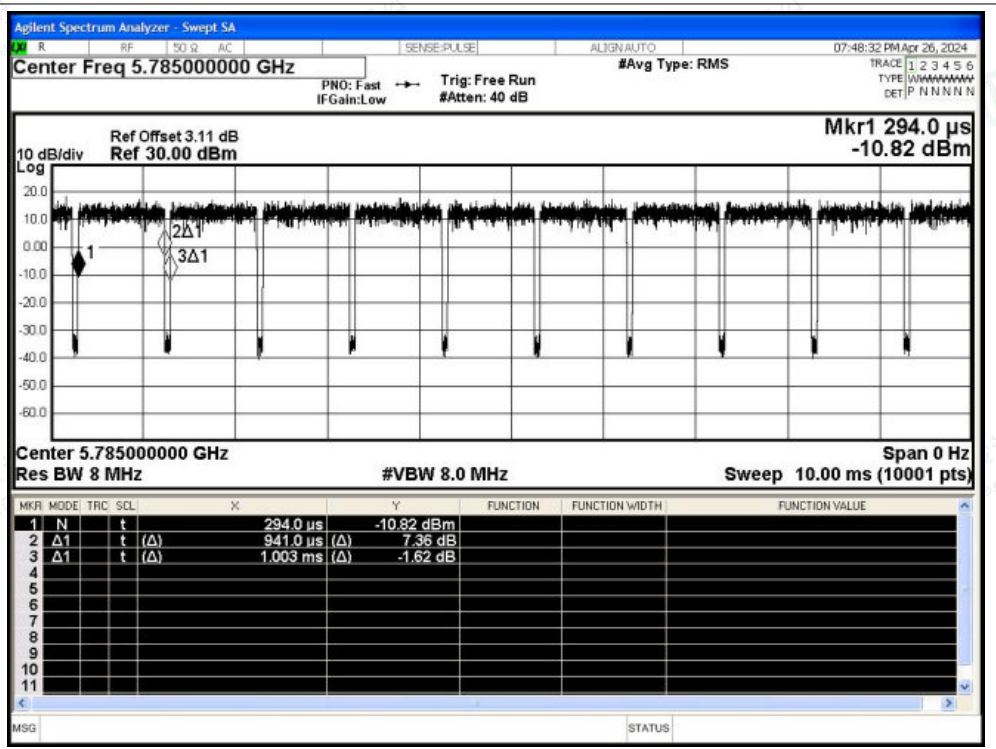 Agilent Spectrum Analyzer - Swept SA
R RF 50 Ω AC SENSE:PULSE ALIGNAUTO 07:48:32 PM Apr 26, 2024
Center Freq 5.785000000 GHz #Avg Type: RMS TRACE 1 2 3 4 5 6
PNO: Fast Trig: Free Run TYPE WWWWWW
IFGain:Low #Atten: 40 dB DET P N N N N N
Mkr1 294.0 µs
-10.82 dBm
Ref Offset 3.11 dB
10 dB/div Ref 30.00 dBm
Log
20.0
10.0
2Δ1
0.00
1
3Δ1
-10.0
-20.0
-30.0
-40.0
-50.0
-60.0
Center 5.785000000 GHz Span 0 Hz
Res BW 8 MHz #VBW 8.0 MHz Sweep 10.00 ms (10001 pts)
MKR MODE TRC SCL X Y FUNCTION FUNCTION WIDTH FUNCTION VALUE
1 N t 294.0 µs -10.82 dBm
2 Δ1 t (Δ) 941.0 µs (Δ) 7.36 dB
3 Δ1 t (Δ) 1.003 ms (Δ) -1.62 dB
4
5
6
7
8
9
10
11
MSG STATUS